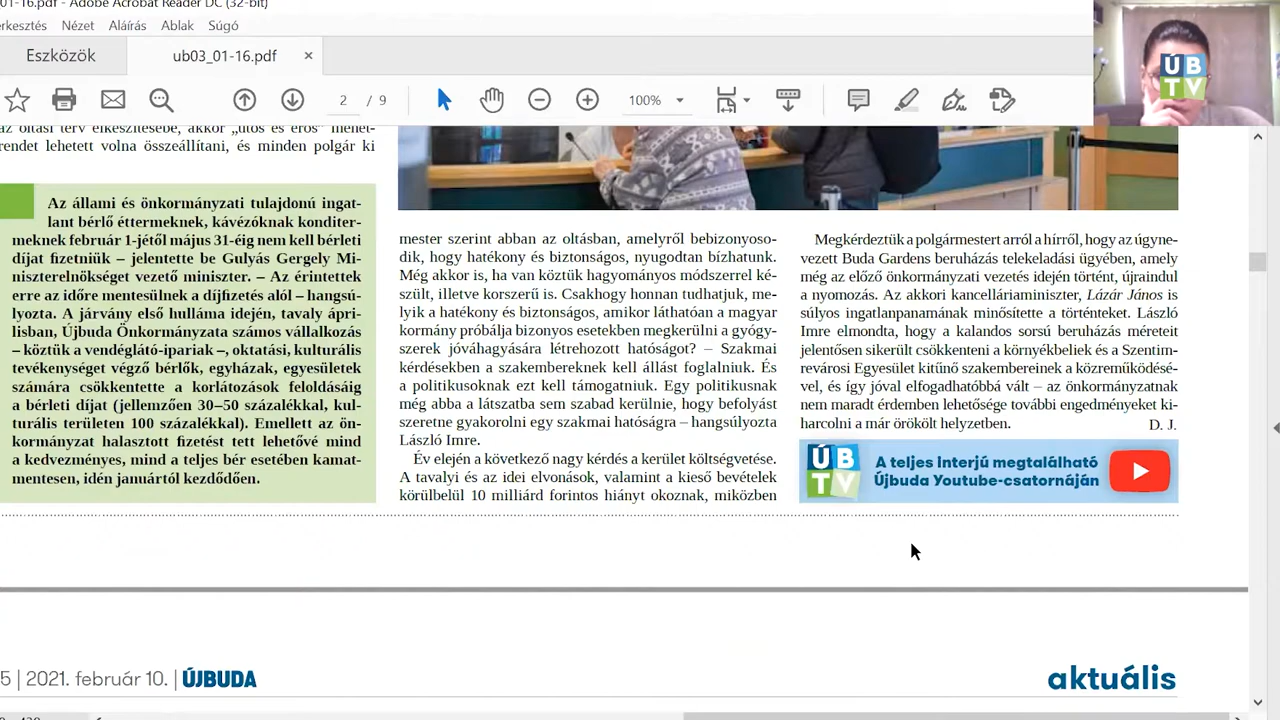 01-16.pdf - Adobe Acrobat Reader DC (32-bit)
erkesztés Nézet Aláírás Ablak Súgó
Eszközök ub03_01-16.pdf ×
2 / 9 100%
ÚB
TV
az oltási terv elkészítésébe, akkor „ütős és erős” menet-
rendet lehetett volna összeállítani, és minden polgár ki
Az állami és önkormányzati tulajdonú ingat-
lant bérlő éttermeknek, kávézóknak konditer-
meknek február 1-jétől május 31-éig nem kell bérleti
díjat fizetniük – jelentette be Gulyás Gergely Mi-
niszterelnökséget vezető miniszter. – Az érintettek
erre az időre mentesülnek a díjfizetés alól – hangsú-
lyozta. A járvány első hulláma idején, tavaly ápri-
lisban, Újbuda Önkormányzata számos vállalkozás
– köztük a vendéglátó-ipariak –, oktatási, kulturális
tevékenységet végző bérlők, egyházak, egyesületek
számára csökkentette a korlátozások feloldásáig
a bérleti díjat (jellemzően 30–50 százalékkal, kul-
turális területen 100 százalékkal). Emellett az ön-
kormányzat halasztott fizetést tett lehetővé mind
a kedvezményes, mind a teljes bér esetében kamat-
mentesen, idén januártól kezdődően.
mester szerint abban az oltásban, amelyről bebizonyoso-
dik, hogy hatékony és biztonságos, nyugodtan bízhatunk.
Még akkor is, ha van köztük hagyományos módszerrel ké-
szült, illetve korszerű is. Csakhogy honnan tudhatjuk, me-
lyik a hatékony és biztonságos, amikor láthatóan a magyar
kormány próbálja bizonyos esetekben megkerülni a gyógy-
szerek jóváhagyására létrehozott hatóságot? – Szakmai
kérdésekben a szakembereknek kell állást foglalniuk. És
a politikusoknak ezt kell támogatniuk. Egy politikusnak
még abba a látszatba sem szabad kerülnie, hogy befolyást
szeretne gyakorolni egy szakmai hatóságra – hangsúlyozta
László Imre.
Év elején a következő nagy kérdés a kerület költségvetése.
A tavalyi és az idei elvonások, valamint a kieső bevételek
körülbelül 10 milliárd forintos hiányt okoznak, miközben
Megkérdeztük a polgármestert arról a hírről, hogy az úgyne-
vezett Buda Gardens beruházás telekeladási ügyében, amely
még az előző önkormányzati vezetés idején történt, újraindul
a nyomozás. Az akkori kancelláriaminiszter, Lázár János is
súlyos ingatlanpanamának minősítette a történteket. László
Imre elmondta, hogy a kalandos sorsú beruházás méreteit
jelentősen sikerült csökkenteni a környékbeliek és a Szentim-
revárosi Egyesület kitűnő szakembereinek a közreműködésé-
vel, és így jóval elfogadhatóbbá vált – az önkormányzatnak
nem maradt érdemben lehetősége további engedményeket ki-
harcolni a már örökölt helyzetben. D. J.
ÚB
TV
A teljes interjú megtalálható
Újbuda Youtube-csatornáján
5 | 2021. február 10. | ÚJBUDA aktuális